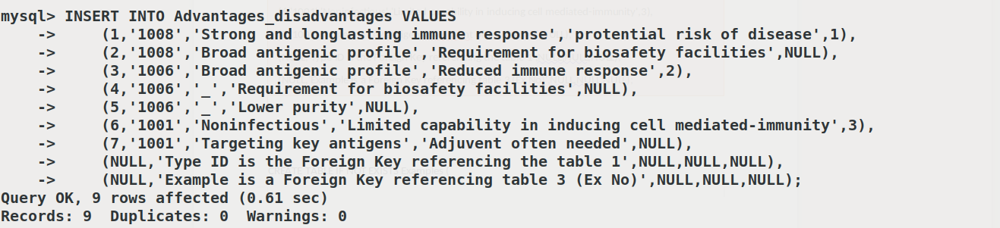 mysql> INSERT INTO Advantages_disadvantages VALUES
    ->     (1,'1008','Strong and longlasting immune response','protential risk of disease',1),
    ->     (2,'1008','Broad antigenic profile','Requirement for biosafety facilities',NULL),
    ->     (3,'1006','Broad antigenic profile','Reduced immune response',2),
    ->     (4,'1006','_','Requirement for biosafety facilities',NULL),
    ->     (5,'1006','_','Lower purity',NULL),
    ->     (6,'1001','Noninfectious','Limited capability in inducing cell mediated-immunity',3),
    ->     (7,'1001','Targeting key antigens','Adjuvent often needed',NULL),
    ->     (NULL,'Type ID is the Foreign Key referencing the table 1',NULL,NULL,NULL),
    ->     (NULL,'Example is a Foreign Key referencing table 3 (Ex No)',NULL,NULL,NULL);
Query OK, 9 rows affected (0.61 sec)
Records: 9  Duplicates: 0  Warnings: 0